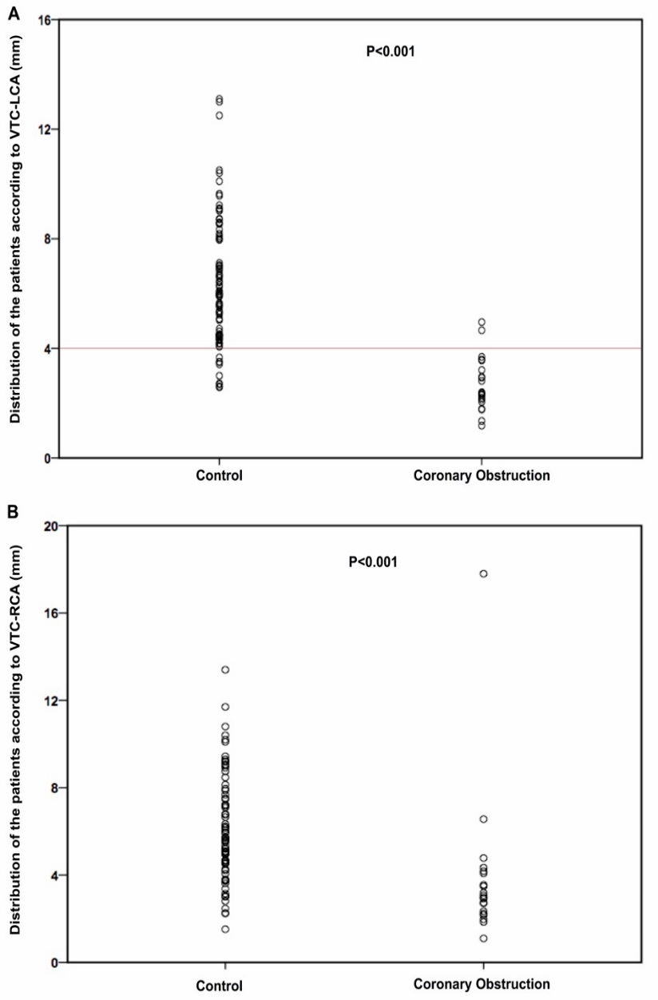 A
Distribution of the patients according to VTC-LCA (mm)
16
12
8
4
0
P<0.001
Control
Coronary Obstruction
B
Distribution of the patients according to VTC-RCA (mm)
20
16
12
8
4
0
P<0.001
Control
Coronary Obstruction